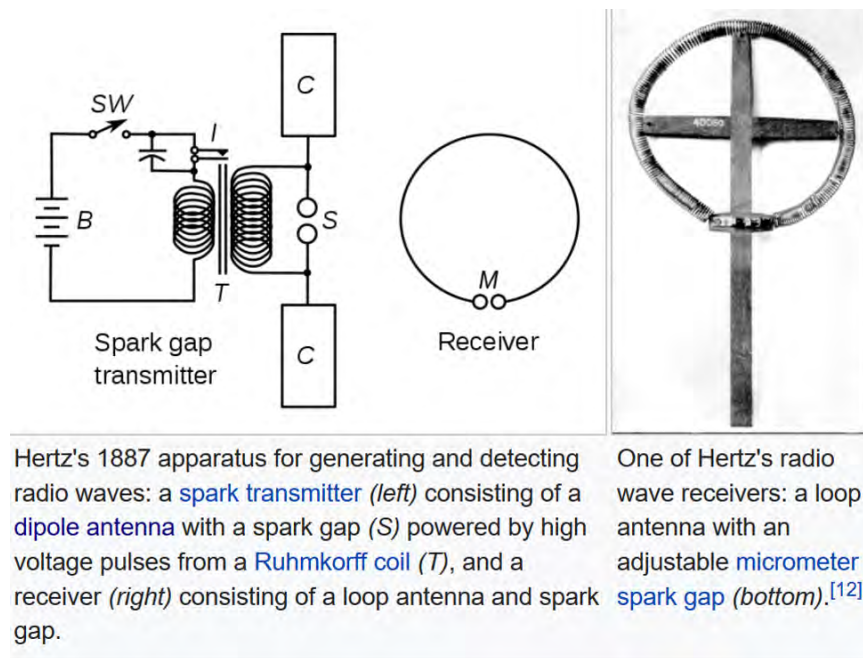 SW
I
C
B
S
T
C
M
Spark gap
transmitter
Receiver
40080
Hertz's 1887 apparatus for generating and detecting
radio waves: a spark transmitter (left) consisting of a
dipole antenna with a spark gap (S) powered by high
voltage pulses from a Ruhmkorff coil (T), and a
receiver (right) consisting of a loop antenna and spark
gap.
One of Hertz's radio
wave receivers: a loop
antenna with an
adjustable micrometer
spark gap (bottom).[12]